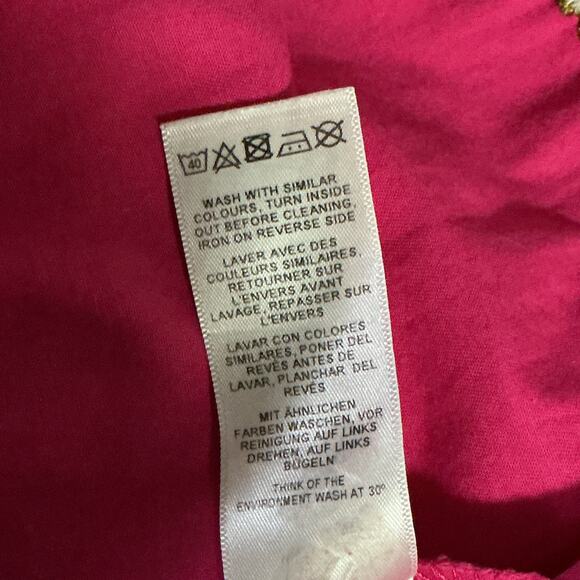 40
WASH WITH SIMILAR
COLOURS, TURN INSIDE
OUT BEFORE CLEANING,
IRON ON REVERSE SIDE
LAVER AVEC DES
COULEURS SIMILAIRES,
RETOURNER SUR
L'ENVERS AVANT
LAVAGE, REPASSER SUR
L'ENVERS
LAVAR CON COLORES
SIMILARES, PONER DEL
REVÉS ANTES DE
LAVAR, PLANCHAR DEL
REVÉS
MIT ÄHNLICHEN
FARBEN WASCHEN, VOR
REINIGUNG AUF LINKS
DREHEN, AUF LINKS
BÜGELN
THINK OF THE
ENVIRONMENT WASH AT 30°